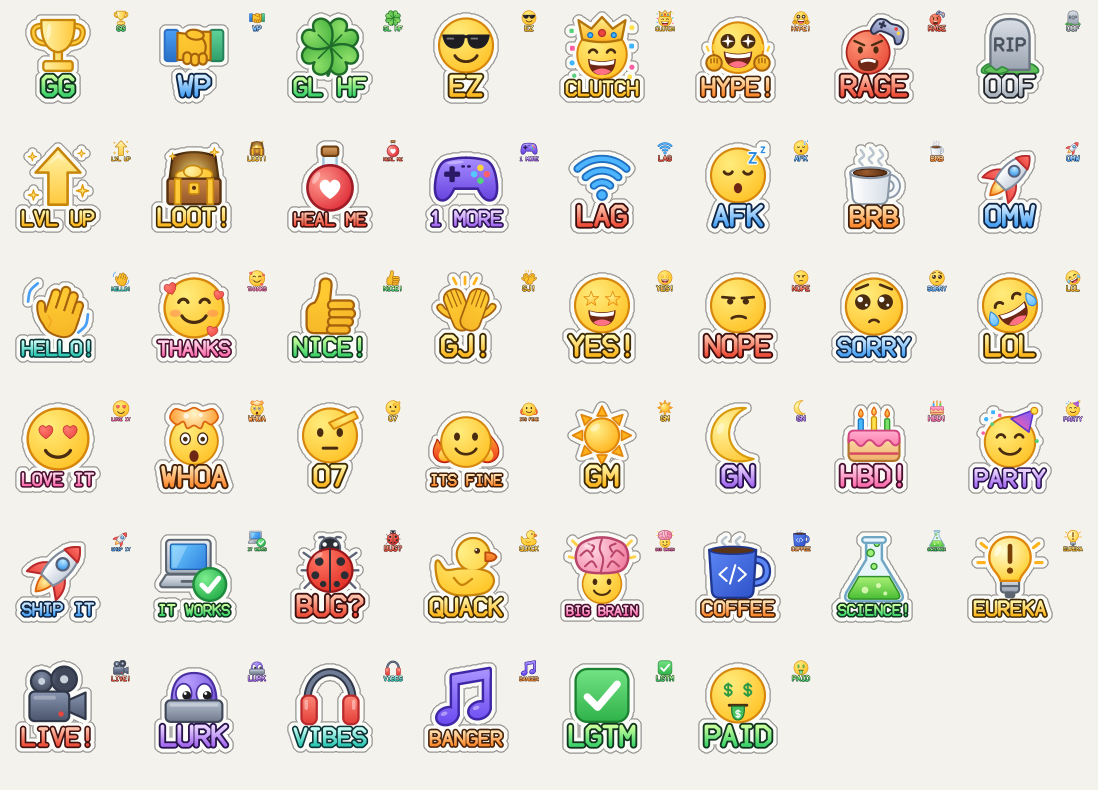 GG
WP
GL HF
EZ
CLUTCH
HYPE!
RIP
RAGE
OOF
LVL UP
LOOT!
HEAL ME
1 MORE
LAG
Z z
AFK
BRB
OMW
HELLO!
THANKS
NICE!
GJ!
YES!
NOPE
SORRY
LOL
LOVE IT
WHOA
O7
ITS FINE
GM
GN
HBD!
PARTY
SHIP IT
IT WORKS
BUG?
QUACK
BIG BRAIN
</>
COFFEE
SCIENCE!
!
EUREKA
LIVE!
LURK
VIBES
BANGER
LGTM
$ $
$
PAID